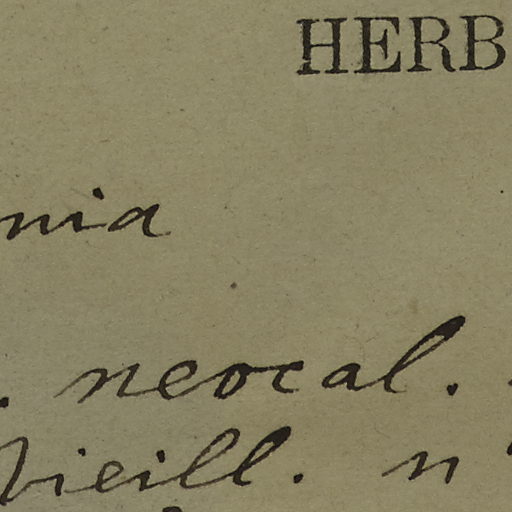 HERB
nia
. neocal.
Vieill. n